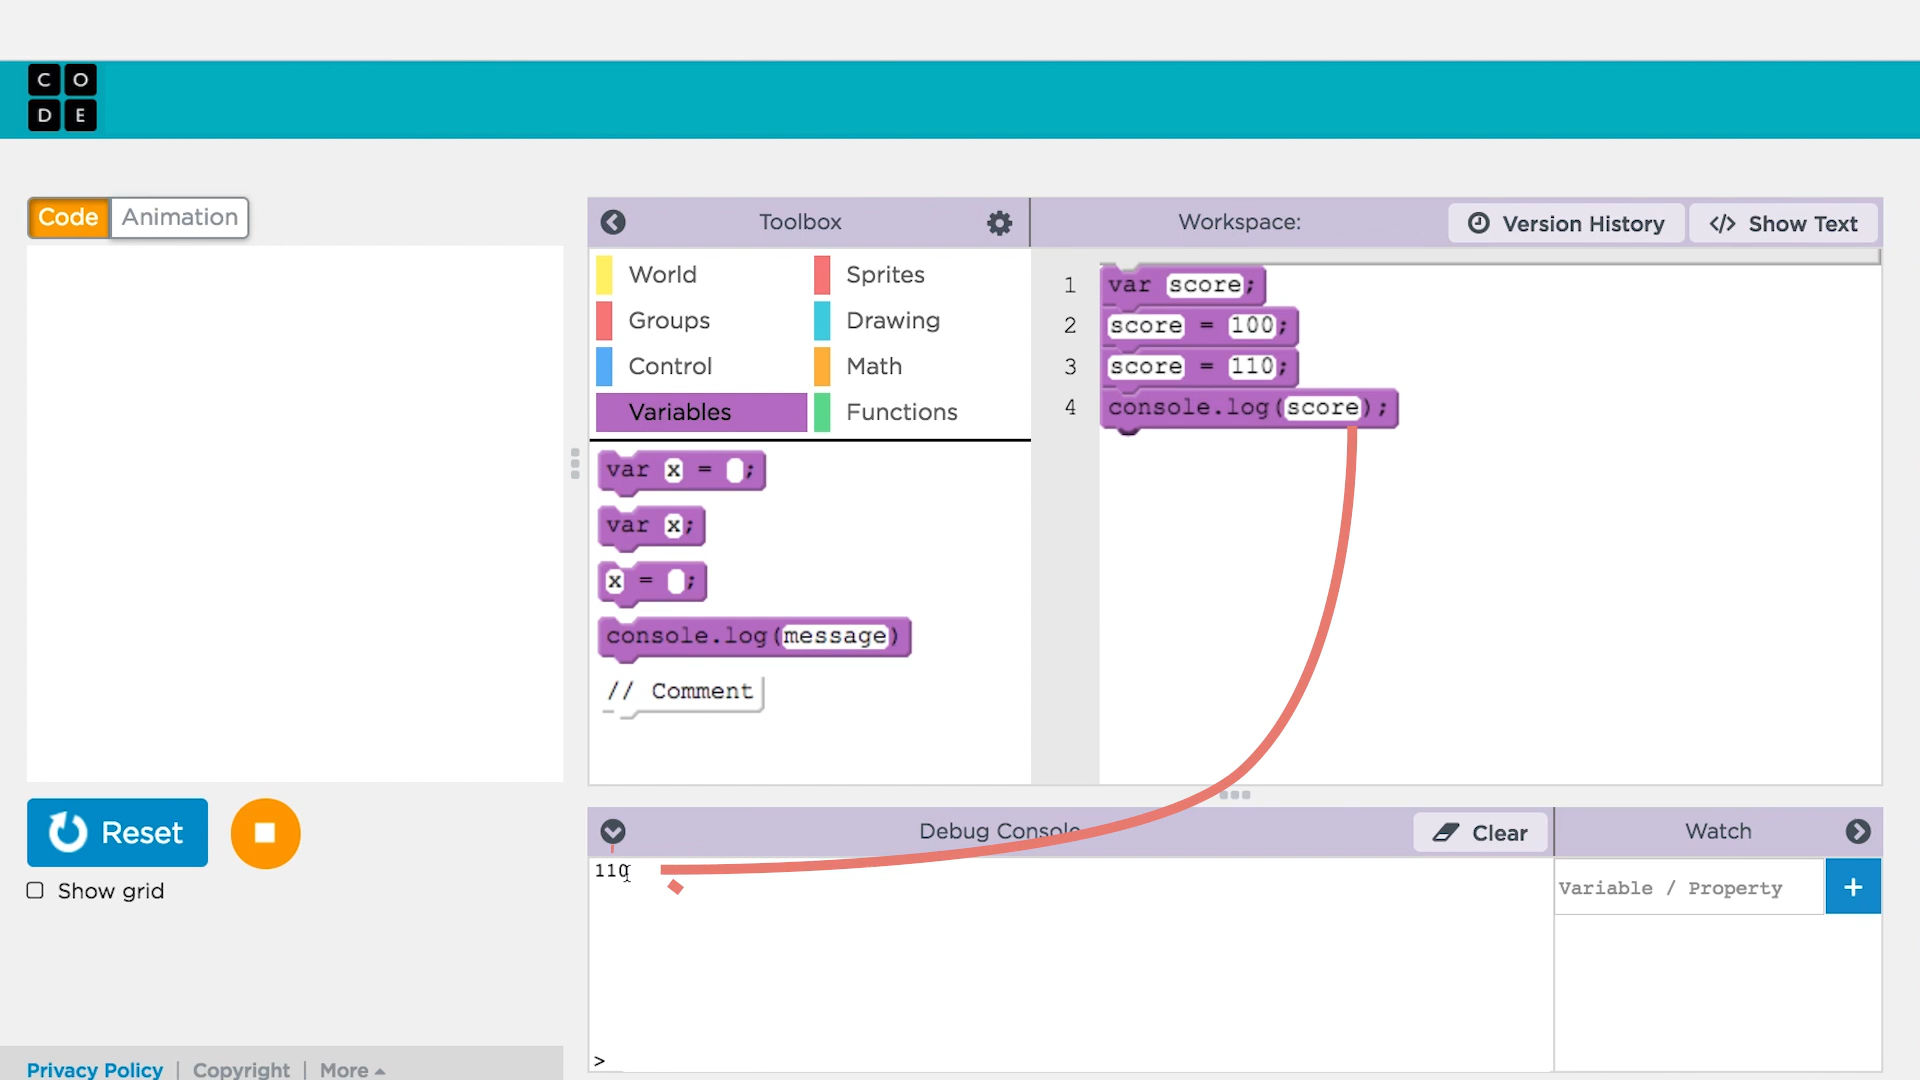 C O
D E
Code Animation
Toolbox
Workspace:
Version History
</> Show Text
World
Sprites
Groups
Drawing
Control
Math
Variables
Functions
var x = ;
var x;
x = ;
console.log(message)
// Comment
1 var score;
2 score = 100;
3 score = 110;
4 console.log(score);
Reset
Show grid
Debug Console
Clear
Watch
110
Variable / Property
+
>
Privacy Policy | Copyright | More